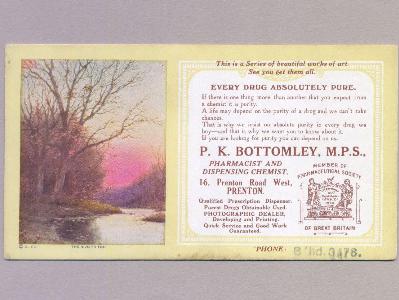 This is a Series of beautiful works of art
See you get them all.
EVERY DRUG ABSOLUTELY PURE.
If there is one thing more than another that you expect from
a chemist it is purity.
A life may depend on the purity of a drug and we can't take
chances.
That is why we insist on absolute purity in every drug we
buy—and that is why we want you to know about it.
If you are looking for purity you can depend on us.
P. K. BOTTOMLEY, M.P.S.,
PHARMACIST AND
DISPENSING CHEMIST.
16, Prenton Road West,
PRENTON.
Qualified Prescription Dispenser.
Purest Drugs Obtainable Used.
PHOTOGRAPHIC DEALER,
Developing and Printing.
Quick Service and Good Work
Guaranteed.
MEMBER OF
PHARMACEUTICAL SOCIETY
OF GREAT BRITAIN
'PHONE
B'hd.